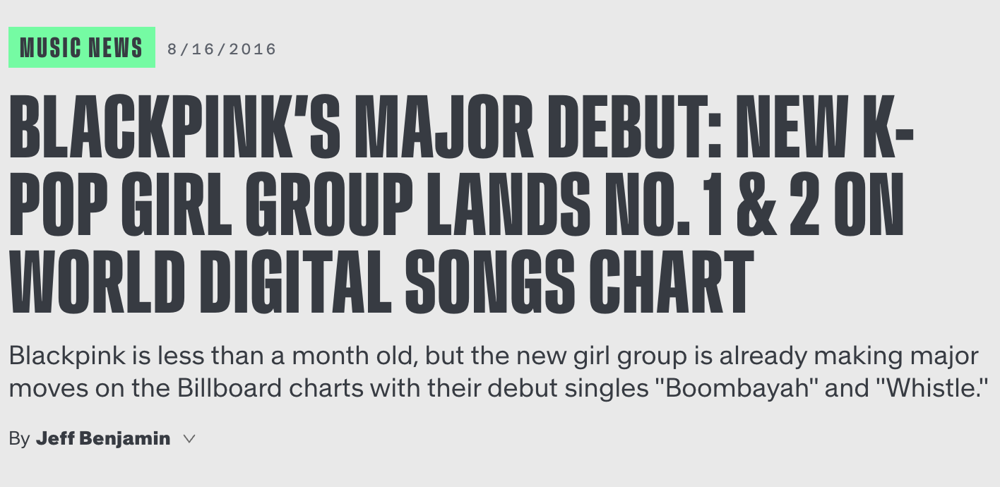 MUSIC NEWS 8/16/2016
BLACKPINK'S MAJOR DEBUT: NEW K-
POP GIRL GROUP LANDS NO. 1 & 2 ON
WORLD DIGITAL SONGS CHART
Blackpink is less than a month old, but the new girl group is already making major
moves on the Billboard charts with their debut singles "Boombayah" and "Whistle."
By Jeff Benjamin